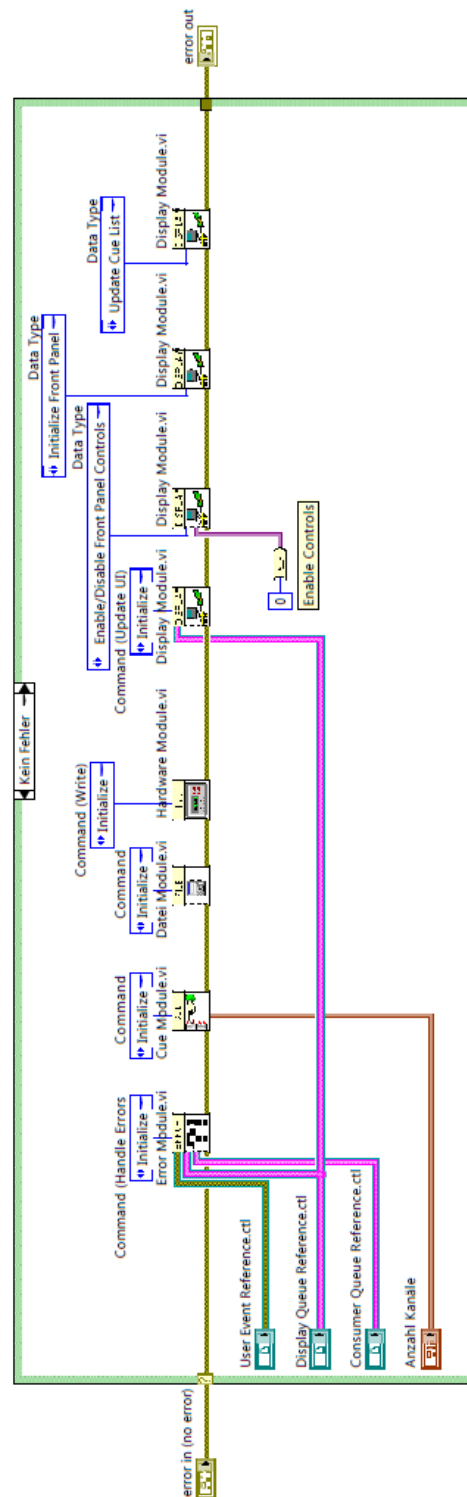 Kein Fehler
error in (no error)
error out
Command (Handle Errors
Initialize
Error Module.vi
Command
Initialize
Cue Module.vi
Command
Initialize
Datei Module.vi
Command (Write)
Initialize
Hardware Module.vi
Command (Update UI)
Initialize
Display Module.vi
Data Type
Enable/Disable Front Panel Controls
Display Module.vi
Data Type
Initialize Front Panel
Display Module.vi
Data Type
Update Cue List
Display Module.vi
User Event Reference.ctl
Display Queue Reference.ctl
Consumer Queue Reference.ctl
Anzahl Kanäle
0
Enable Controls